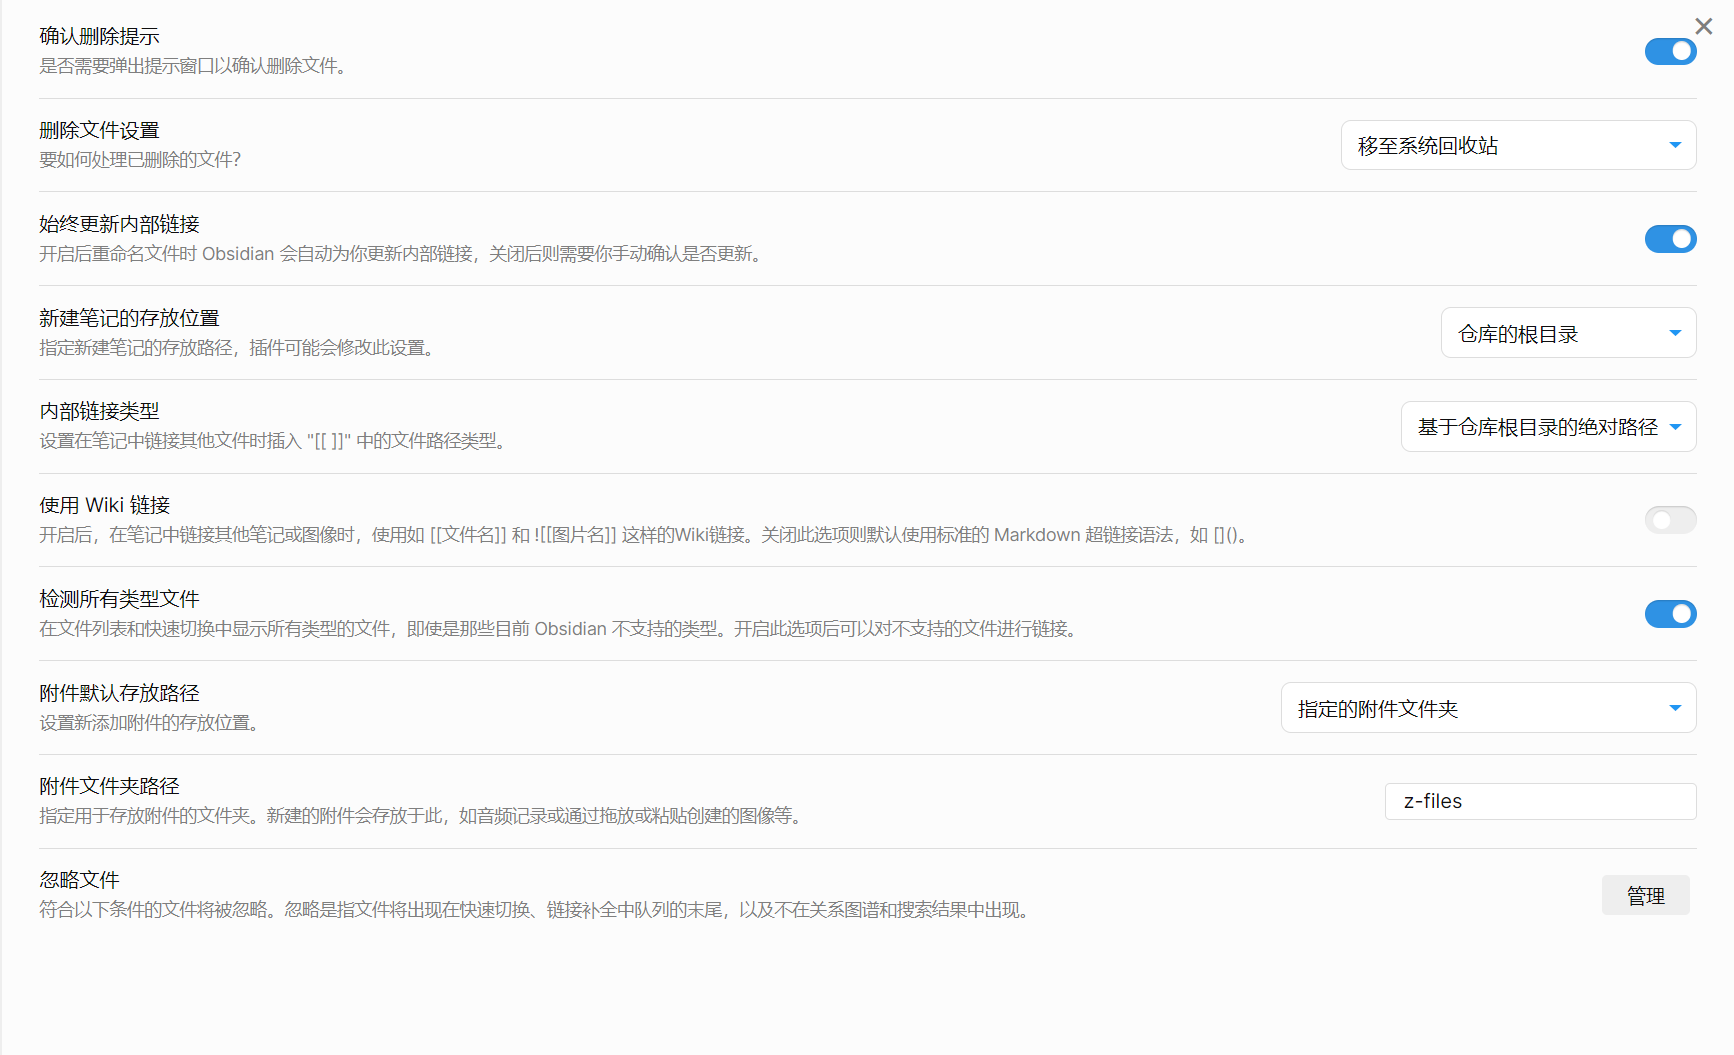 确认删除提示
是否需要弹出提示窗口以确认删除文件。
删除文件设置
要如何处理已删除的文件?
移至系统回收站
始终更新内部链接
开启后重命名文件时 Obsidian 会自动为你更新内部链接，关闭后则需要你手动确认是否更新。
新建笔记的存放位置
指定新建笔记的存放路径，插件可能会修改此设置。
仓库的根目录
内部链接类型
设置在笔记中链接其他文件时插入 "[[ ]]" 中的文件路径类型。
基于仓库根目录的绝对路径
使用 Wiki 链接
开启后，在笔记中链接其他笔记或图像时，使用如 [[文件名]] 和 ![[图片名]] 这样的Wiki链接。关闭此选项则默认使用标准的 Markdown 超链接语法，如 []()。
检测所有类型文件
在文件列表和快速切换中显示所有类型的文件，即使是那些目前 Obsidian 不支持的类型。开启此选项后可以对不支持的文件进行链接。
附件默认存放路径
设置新添加附件的存放位置。
指定的附件文件夹
附件文件夹路径
指定用于存放附件的文件夹。新建的附件会存放于此，如音频记录或通过拖放或粘贴创建的图像等。
z-files
忽略文件
符合以下条件的文件将被忽略。忽略是指文件将出现在快速切换、链接补全中队列的末尾，以及不在关系图谱和搜索结果中出现。
管理